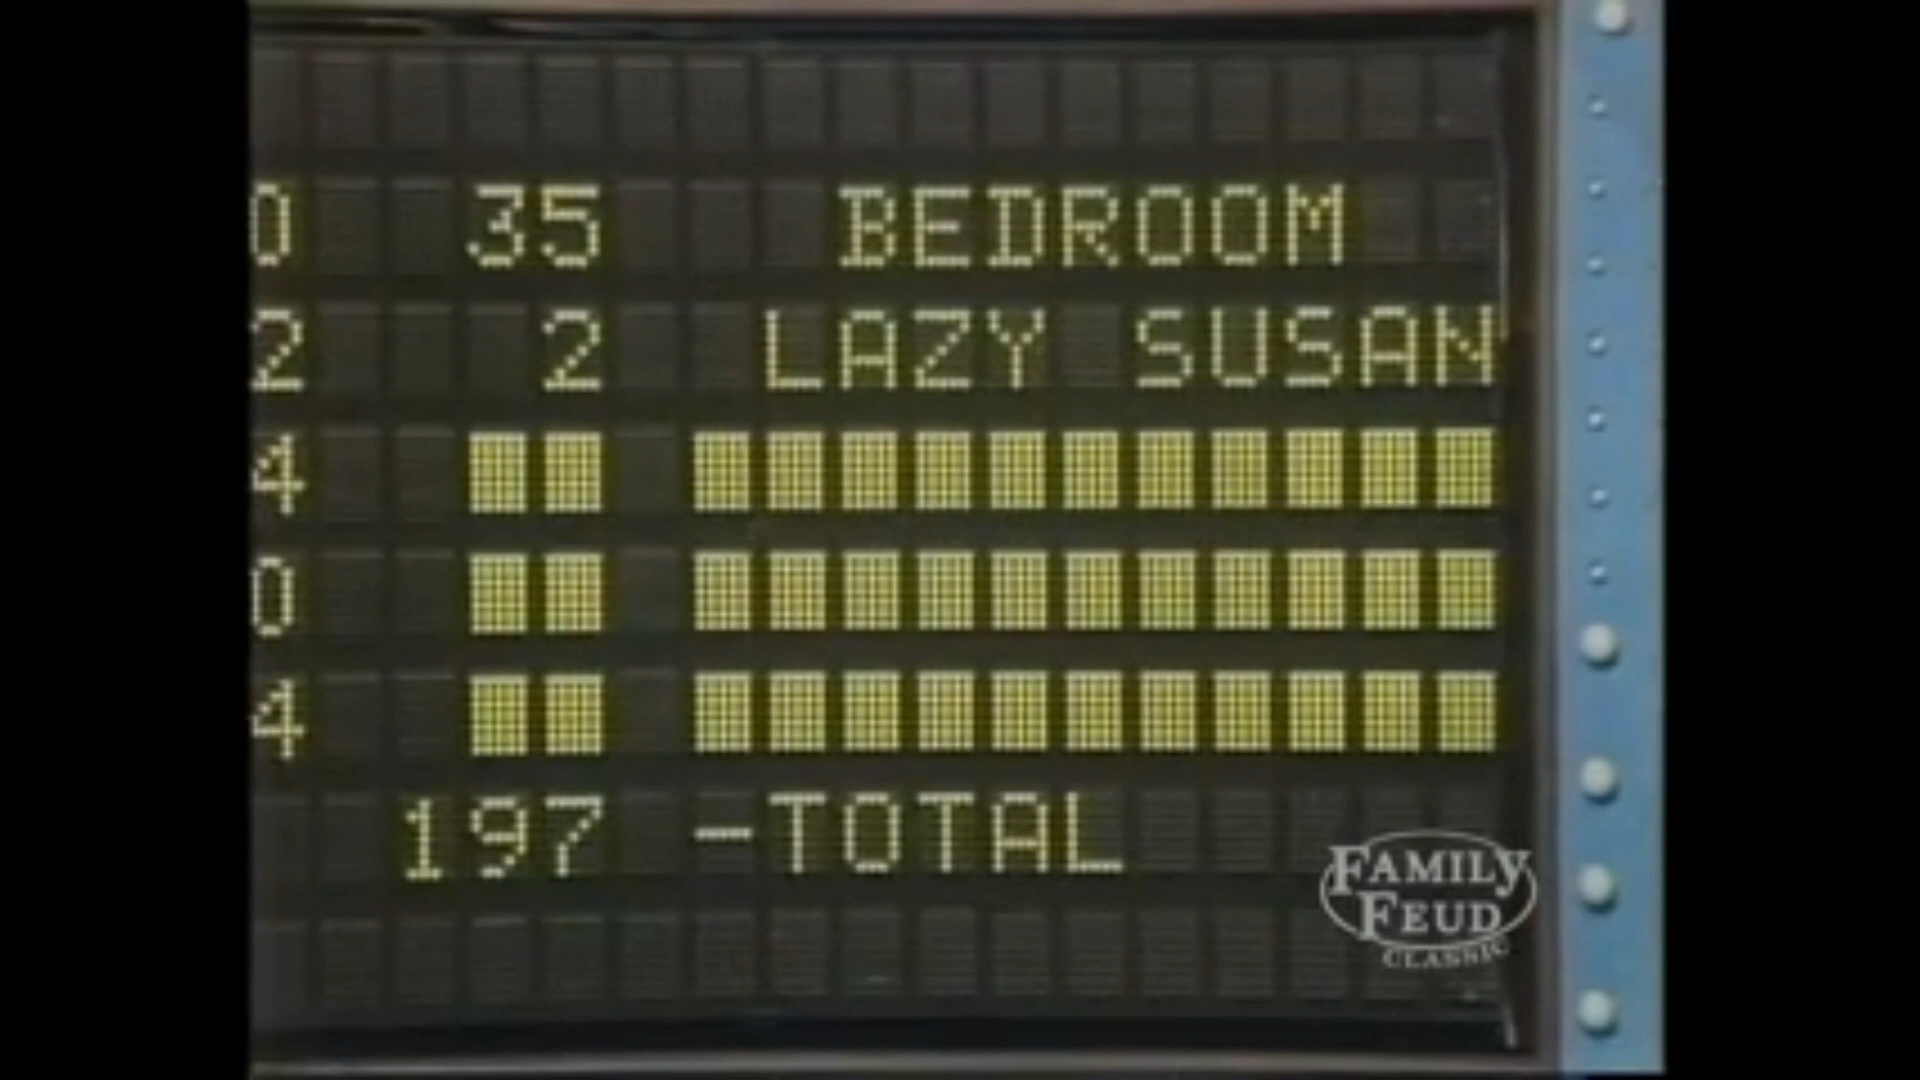 0 35 BEDROOM
2 2 LAZY SUSAN
4
0
4
197 -TOTAL
FAMILY
FEUD
CLASSIC